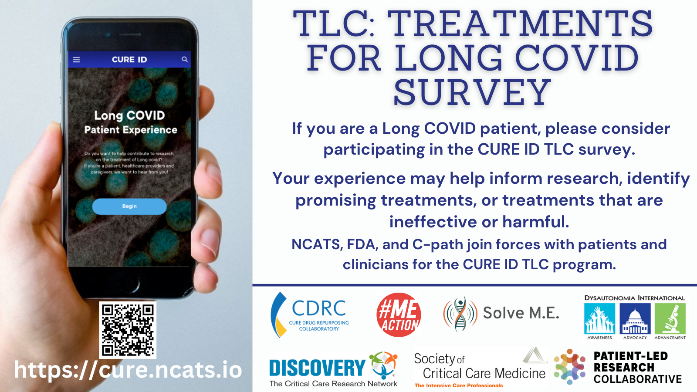 CURE ID
Long COVID
Patient Experience
Do you want to help contribute to research
on the treatment of Long covid?
If you're a patient, healthcare providers and
caregivers, we want to hear from you!
Begin
https://cure.ncats.io
TLC: TREATMENTS
FOR LONG COVID
SURVEY
If you are a Long COVID patient, please consider
participating in the CURE ID TLC survey.
Your experience may help inform research, identify
promising treatments, or treatments that are
ineffective or harmful.
NCATS, FDA, and C-path join forces with patients and
clinicians for the CURE ID TLC program.
CDRC
CURE DRUG REPURPOSING
COLLABORATORY
#ME
ACTION
Solve M.E.
DYSAUTONOMIA INTERNATIONAL
AWARENESS ADVOCACY ADVANCEMENT
DISCOVERY
The Critical Care Research Network
Society of
Critical Care Medicine
The Intensive Care Professionals
PATIENT-LED
RESEARCH
COLLABORATIVE